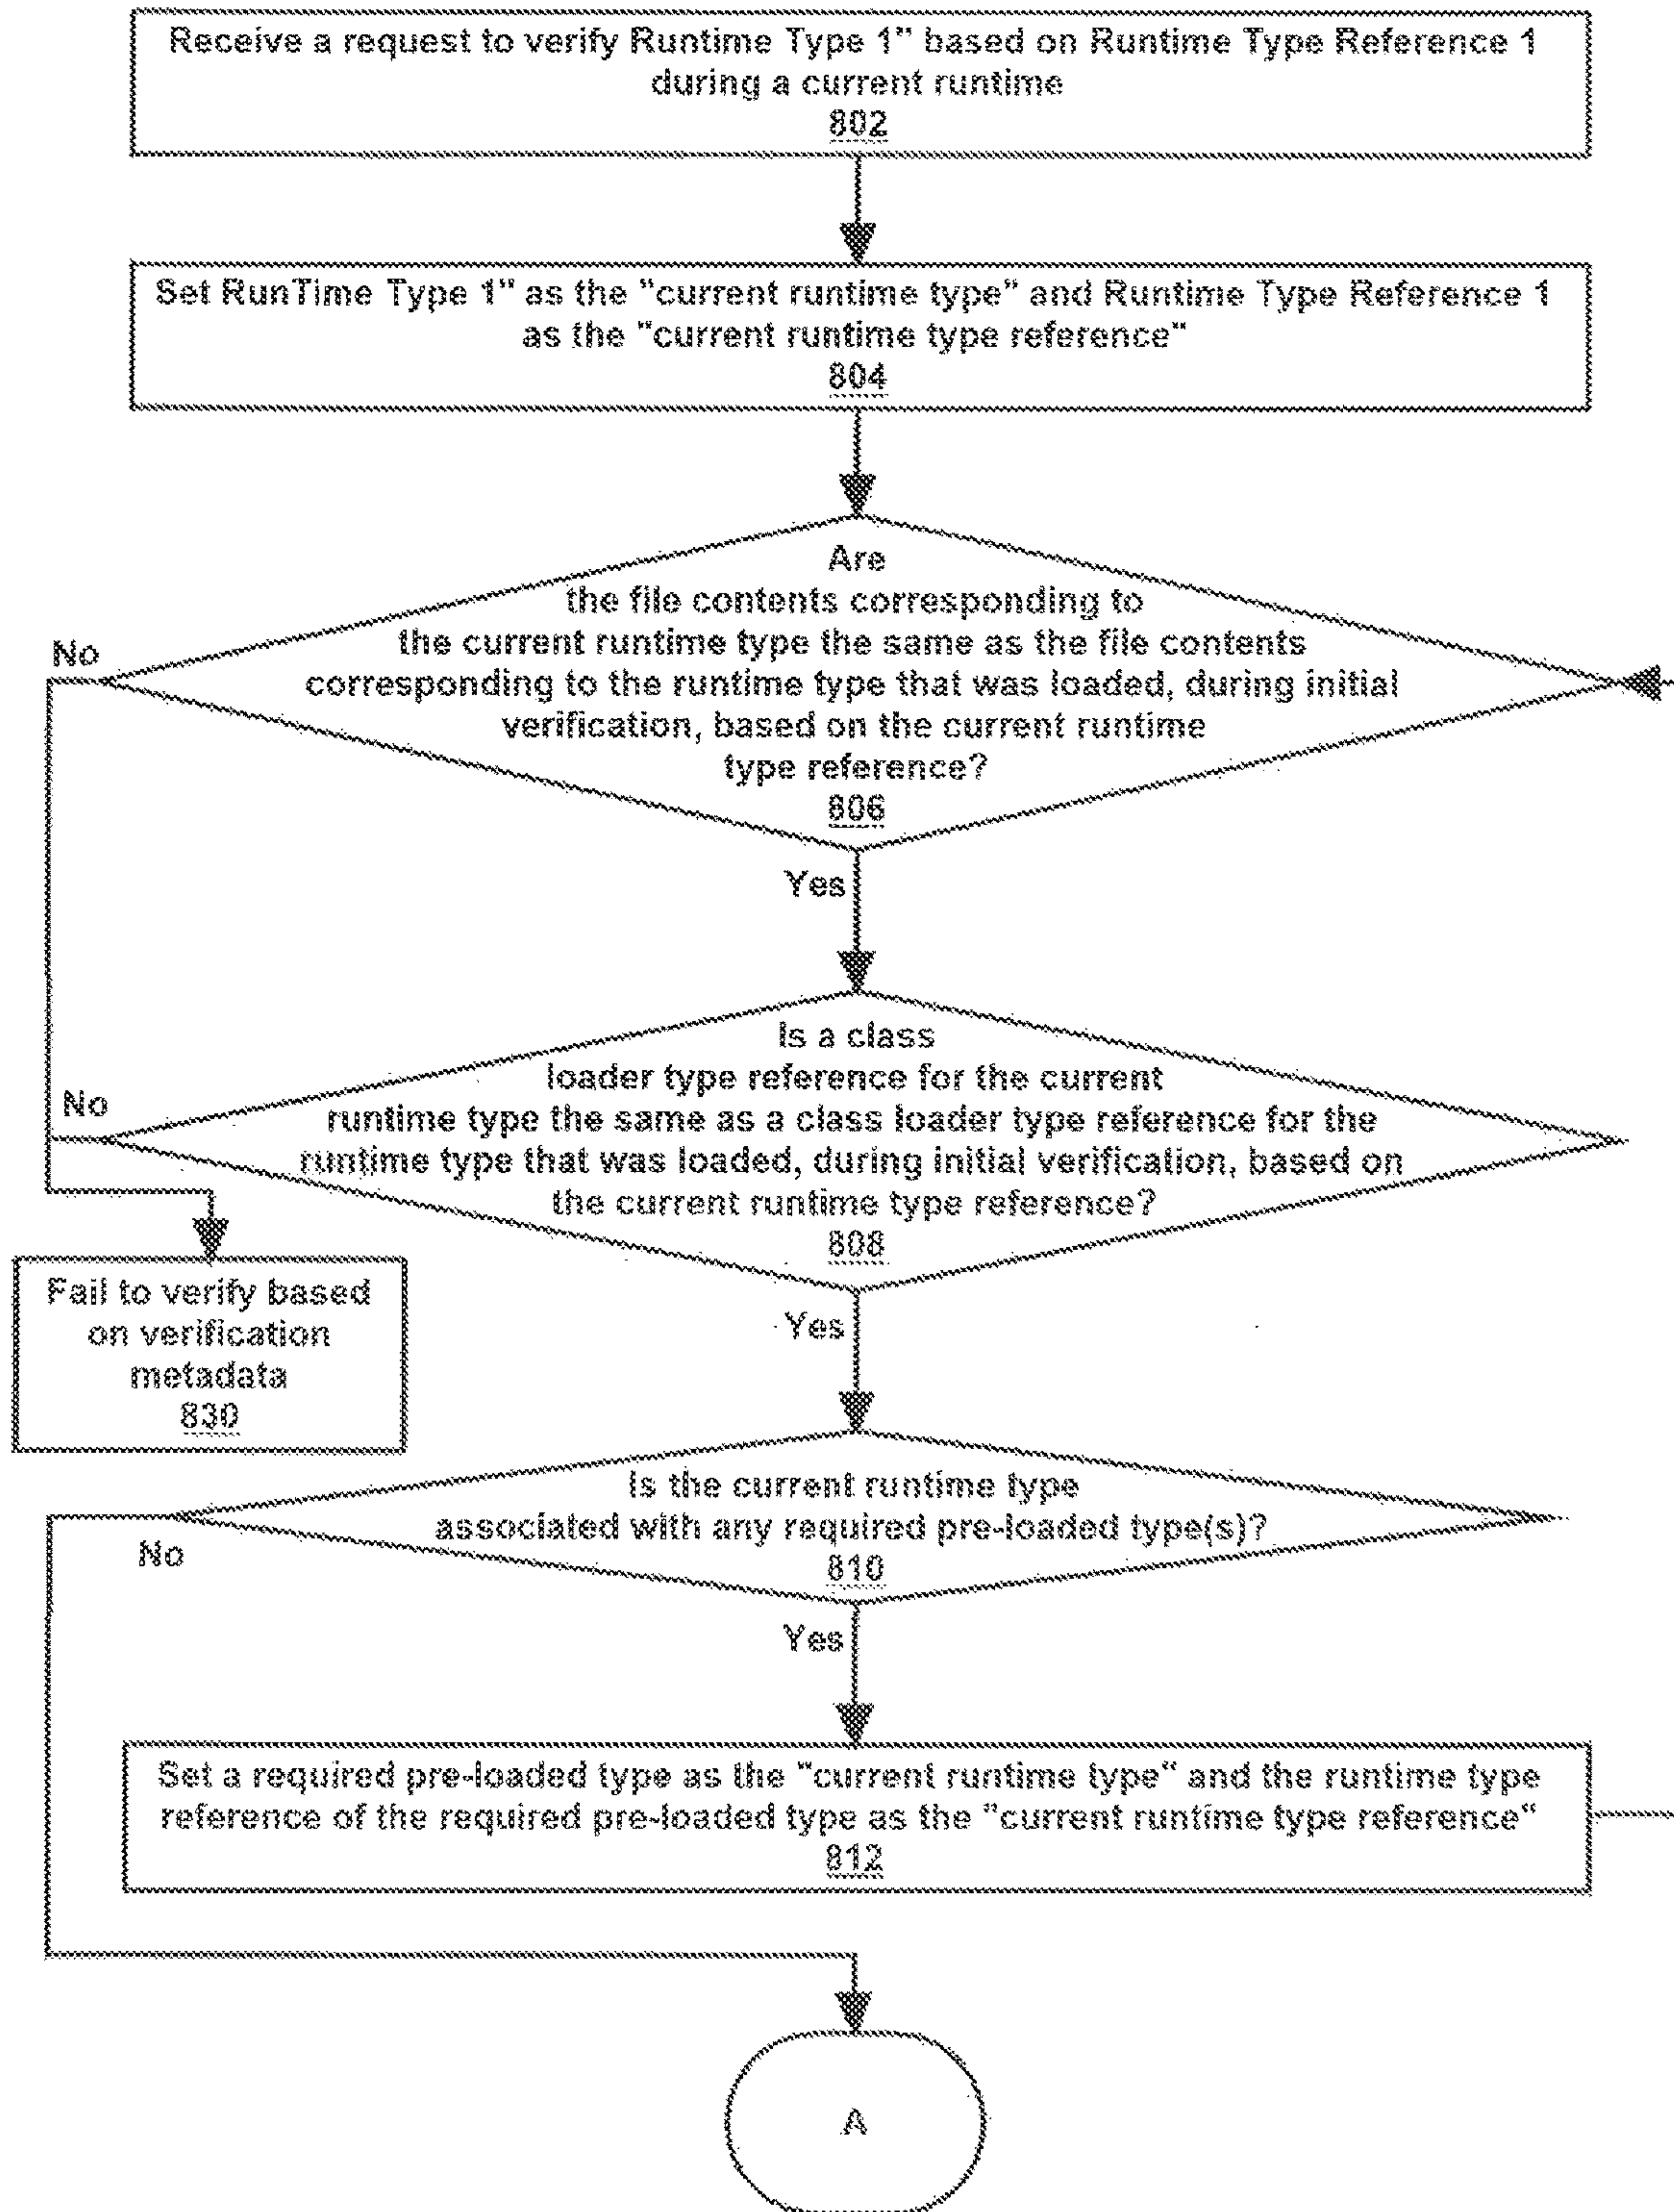 Receive a request to verify Runtime Type 1" based on Runtime Type Reference 1
during a current runtime
802
Set RunTime Type 1" as the "current runtime type" and Runtime Type Reference 1
as the "current runtime type reference"
804
Are
the file contents corresponding to
the current runtime type the same as the file contents
corresponding to the runtime type that was loaded, during initial
verification, based on the current runtime
type reference?
806
No
Yes
Is a class
loader type reference for the current
runtime type the same as a class loader type reference for the
runtime type that was loaded, during initial verification, based on
the current runtime type reference?
808
No
Yes
Fail to verify based
on verification
metadata
830
Is the current runtime type
associated with any required pre-loaded type(s)?
810
No
Yes
Set a required pre-loaded type as the "current runtime type" and the runtime type
reference of the required pre-loaded type as the "current runtime type reference"
812
A